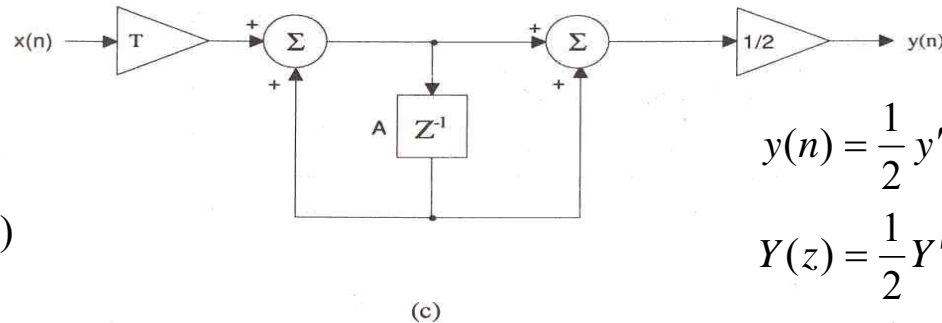 x(n) T + Σ + Σ 1/2 y(n)
+ +
A Z⁻¹
y(n) = 1/2 y'
)
Y(z) = 1/2 Y'
(c)